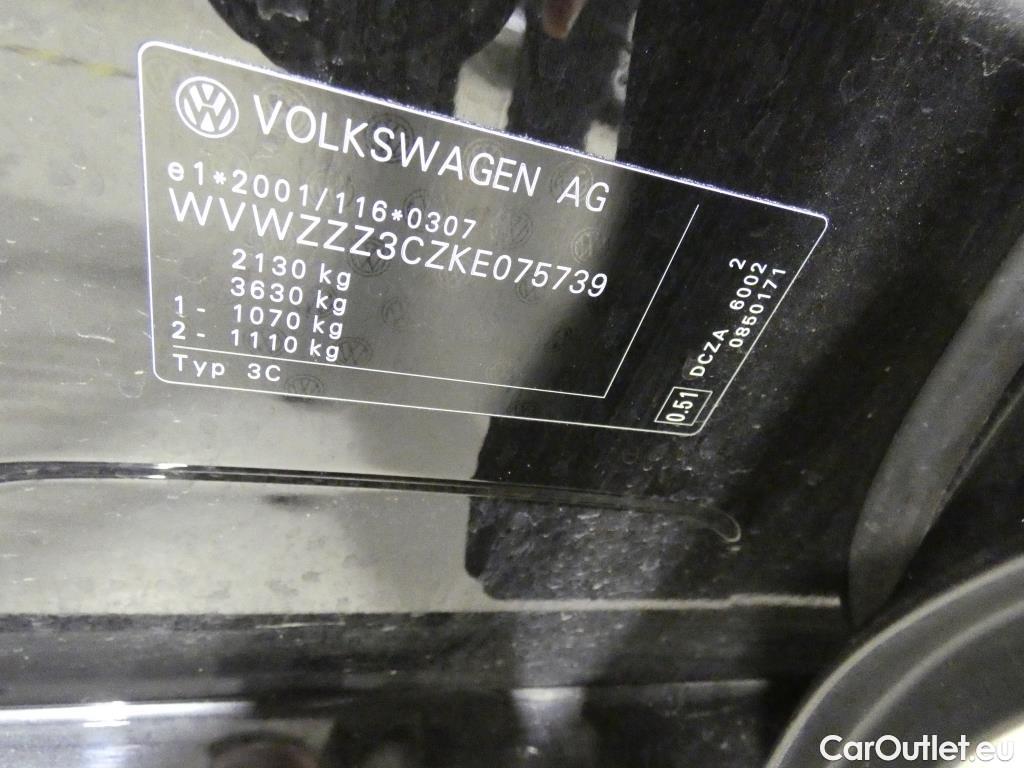 VOLKSWAGEN AG
e1*2001/116*0307
WVWZZZ3CZKE075739
2130 kg
3630 kg
1- 1070 kg
2- 1110 kg
Typ 3C
0.51 DCZA 6002 2
0850171
CarOutlet.eu